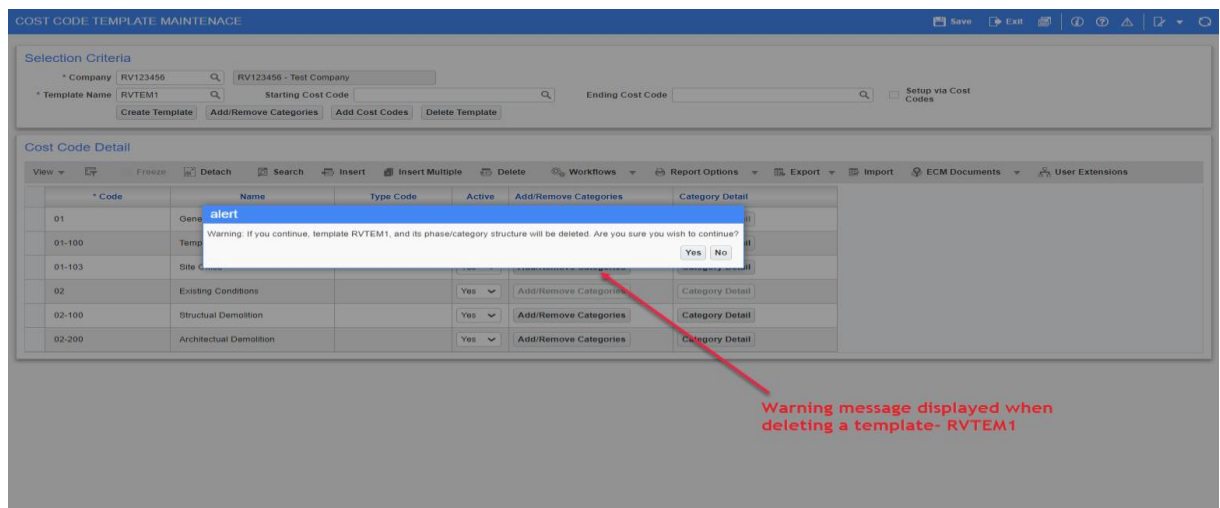 COST CODE TEMPLATE MAINTENACE
Save Exit
Selection Criteria
* Company RV123456 RV123456 - Test Company
* Template Name RVTEM1 Starting Cost Code Ending Cost Code Setup via Cost Codes
Create Template Add/Remove Categories Add Cost Codes Delete Template
Cost Code Detail
View Freeze Detach Search Insert Insert Multiple Delete Workflows Report Options Export Import ECM Documents User Extensions
* Code Name Type Code Active Add/Remove Categories Category Detail
01 Gene
alert
Warning: If you continue, template RVTEM1, and its phase/category structure will be deleted. Are you sure you wish to continue?
Yes No
01-100 Temp
01-103 Site
02 Existing Conditions Yes Add/Remove Categories Category Detail
02-100 Structual Demolition Yes Add/Remove Categories Category Detail
02-200 Architectual Demolition Yes Add/Remove Categories Category Detail
Warning message displayed when
deleting a template- RVTEM1